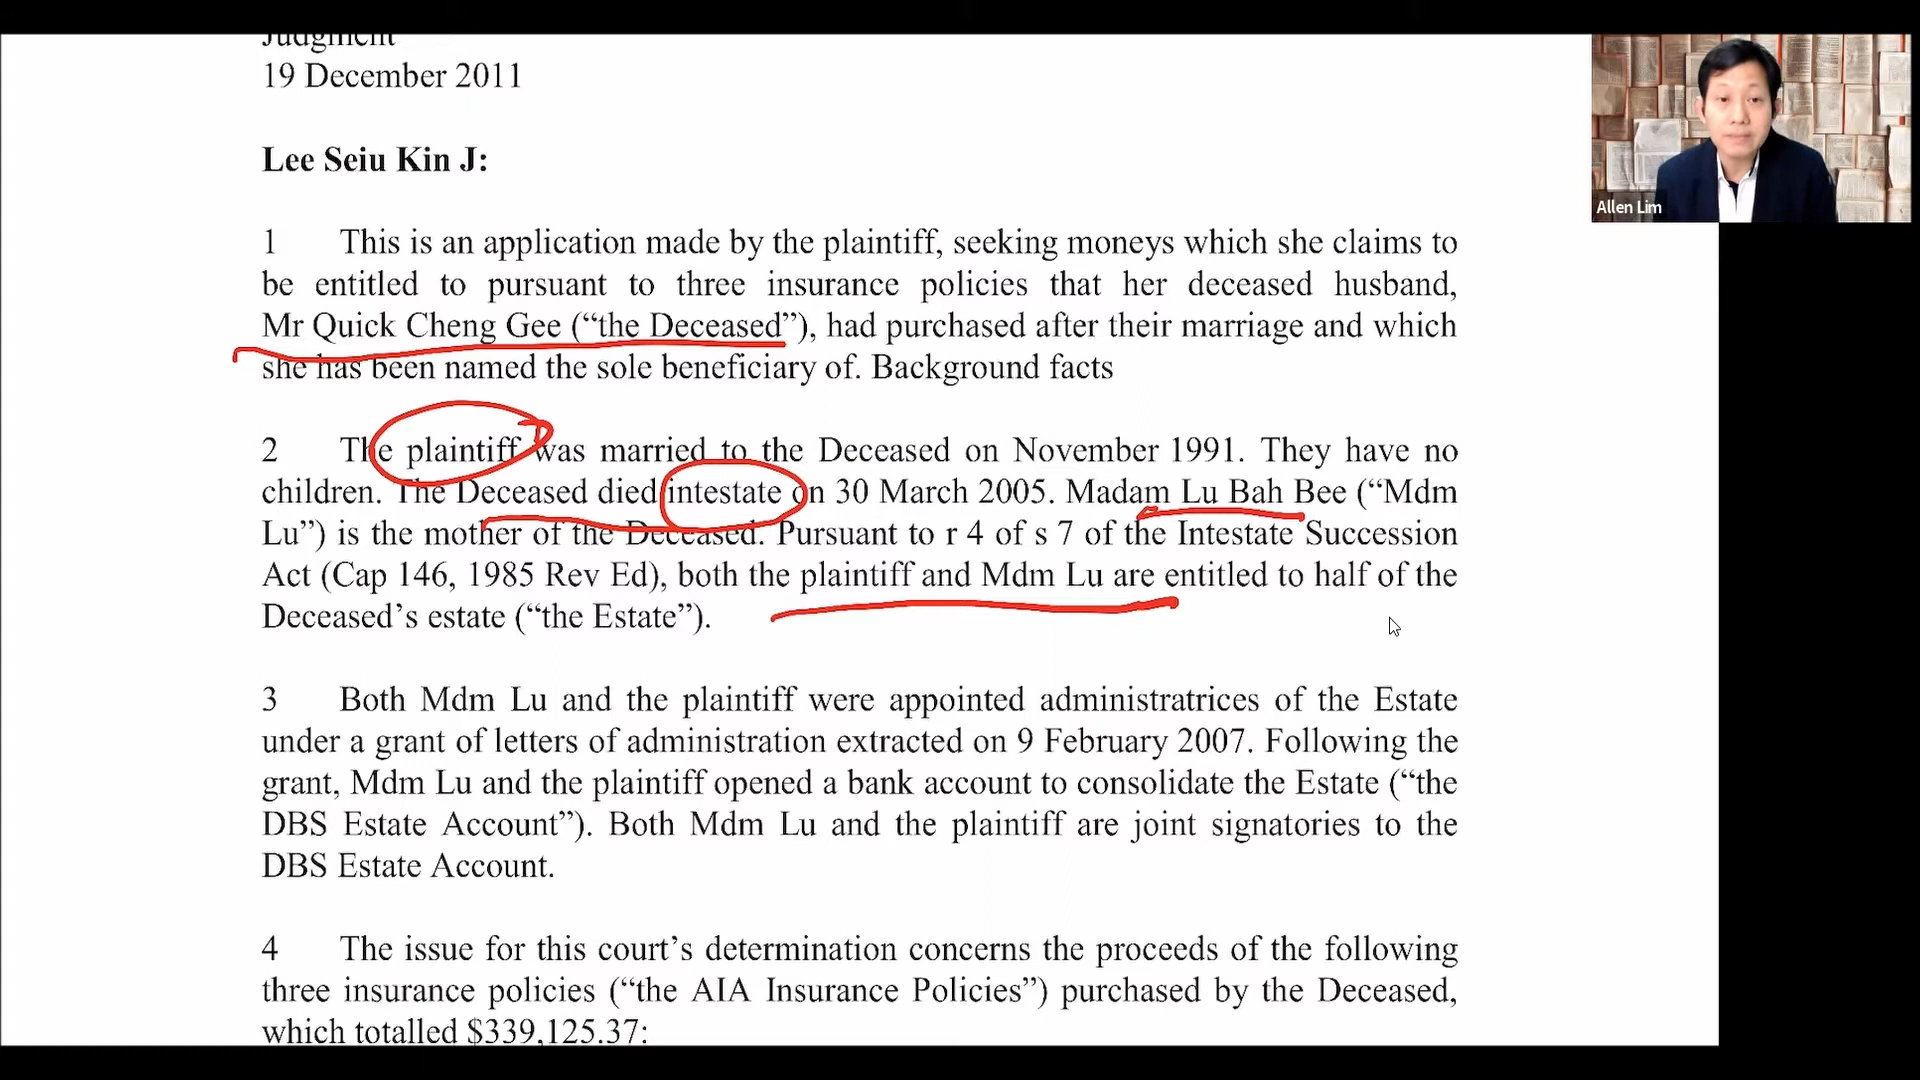 Judgment
19 December 2011
Lee Seiu Kin J:
1 This is an application made by the plaintiff, seeking moneys which she claims to
be entitled to pursuant to three insurance policies that her deceased husband,
Mr Quick Cheng Gee (“the Deceased”), had purchased after their marriage and which
she has been named the sole beneficiary of. Background facts
2 The plaintiff was married to the Deceased on November 1991. They have no
children. The Deceased died intestate on 30 March 2005. Madam Lu Bah Bee (“Mdm
Lu”) is the mother of the Deceased. Pursuant to r 4 of s 7 of the Intestate Succession
Act (Cap 146, 1985 Rev Ed), both the plaintiff and Mdm Lu are entitled to half of the
Deceased’s estate (“the Estate”).
3 Both Mdm Lu and the plaintiff were appointed administratrices of the Estate
under a grant of letters of administration extracted on 9 February 2007. Following the
grant, Mdm Lu and the plaintiff opened a bank account to consolidate the Estate (“the
DBS Estate Account”). Both Mdm Lu and the plaintiff are joint signatories to the
DBS Estate Account.
4 The issue for this court’s determination concerns the proceeds of the following
three insurance policies (“the AIA Insurance Policies”) purchased by the Deceased,
which totalled $339,125.37:
Allen Lim